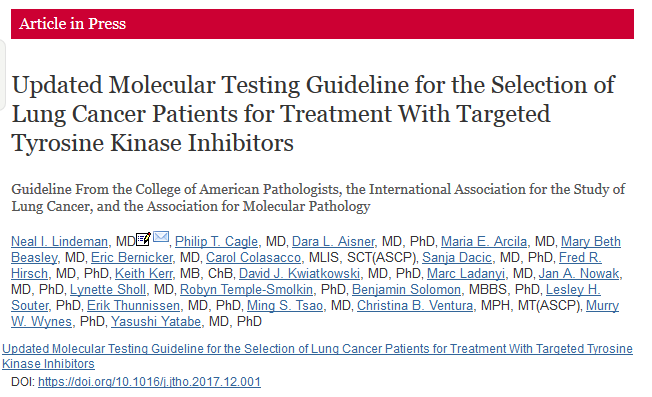 Article in Press
Updated Molecular Testing Guideline for the Selection of
Lung Cancer Patients for Treatment With Targeted
Tyrosine Kinase Inhibitors
Guideline From the College of American Pathologists, the International Association for the Study of
Lung Cancer, and the Association for Molecular Pathology
Neal I. Lindeman, MD, Philip T. Cagle, MD, Dara L. Aisner, MD, PhD, Maria E. Arcila, MD, Mary Beth
Beasley, MD, Eric Bernicker, MD, Carol Colasacco, MLIS, SCT(ASCP), Sanja Dacic, MD, PhD, Fred R.
Hirsch, MD, PhD, Keith Kerr, MB, ChB, David J. Kwiatkowski, MD, PhD, Marc Ladanyi, MD, Jan A. Nowak,
MD, PhD, Lynette Sholl, MD, Robyn Temple-Smolkin, PhD, Benjamin Solomon, MBBS, PhD, Lesley H.
Souter, PhD, Erik Thunnissen, MD, PhD, Ming S. Tsao, MD, Christina B. Ventura, MPH, MT(ASCP), Murry
W. Wynes, PhD, Yasushi Yatabe, MD, PhD
Updated Molecular Testing Guideline for the Selection of Lung Cancer Patients for Treatment With Targeted Tyrosine
Kinase Inhibitors
DOI: https://doi.org/10.1016/j.jtho.2017.12.001